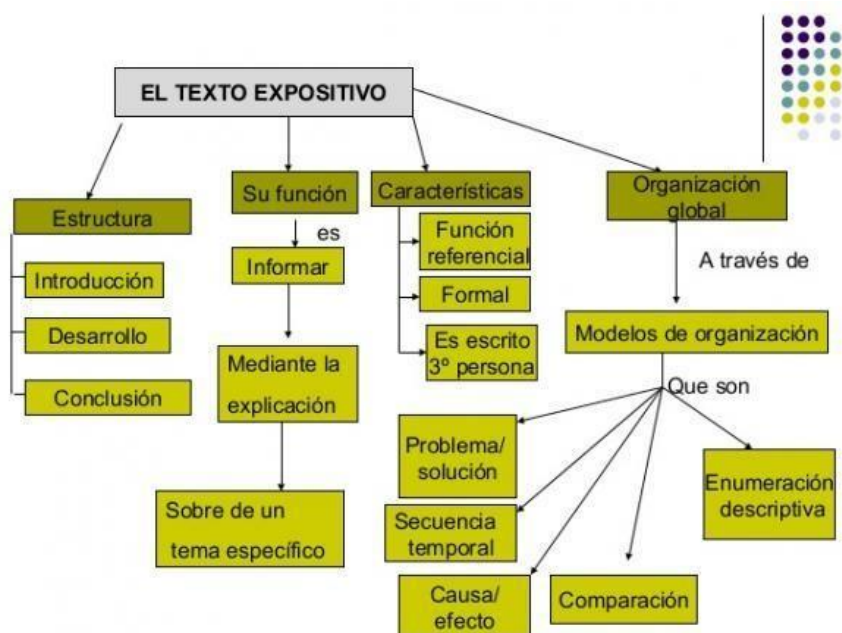 EL TEXTO EXPOSITIVO
Estructura
Introducción
Desarrollo
Conclusión
Su función
es
Informar
Mediante la
explicación
Sobre de un
tema específico
Características
Función
referencial
Formal
Es escrito
3º persona
Organización
global
A través de
Modelos de organización
Que son
Problema/
solución
Secuencia
temporal
Causa/
efecto
Comparación
Enumeración
descriptiva